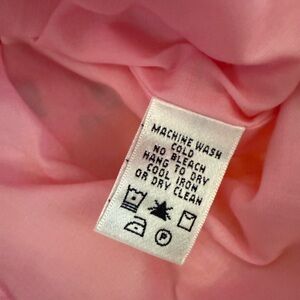 MACHINE WASH
COLD
NO BLEACH
HANG TO DRY
COOL IRON
OR DRY CLEAN
P